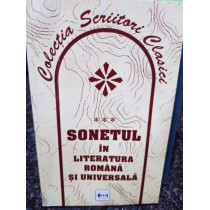 Colecția Scriitori Clasici
***
SONETUL
ÎN
LITERATURA
ROMÂNĂ
ȘI UNIVERSALĂ